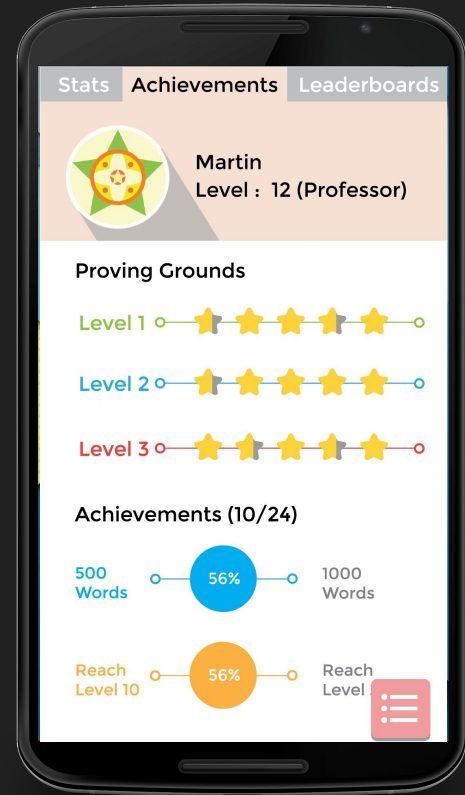 Stats Achievements Leaderboards
Martin
Level : 12 (Professor)
Proving Grounds
Level 1
Level 2
Level 3
Achievements (10/24)
500
Words
56%
1000
Words
Reach
Level 10
56%
Reach
Level